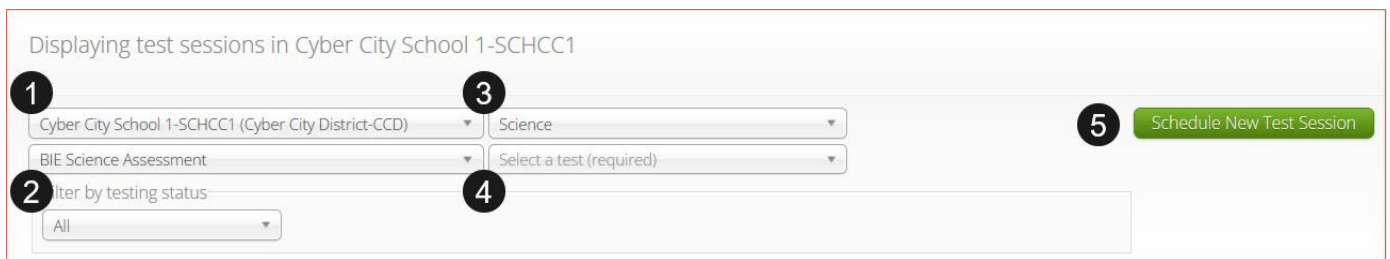 Displaying test sessions in Cyber City School 1-SCHCC1
1
3
Cyber City School 1-SCHCC1 (Cyber City District-CCD)
Science
5
Schedule New Test Session
BIE Science Assessment
Select a test (required)
2
ilter by testing status
4
All